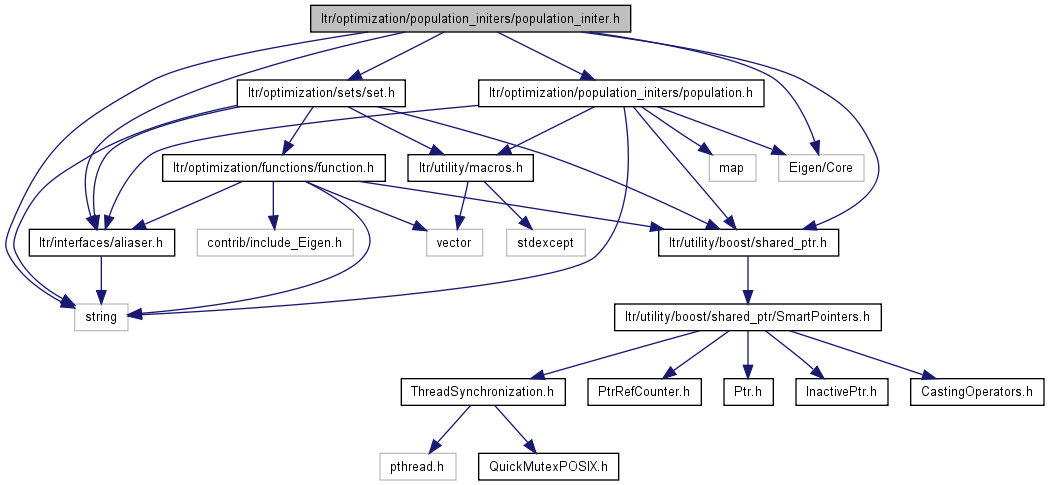 ltr/optimization/population_initers/population_initer.h
ltr/optimization/sets/set.h
ltr/optimization/population_initers/population.h
ltr/optimization/functions/function.h
ltr/utility/macros.h
map
Eigen/Core
ltr/interfaces/aliaser.h
contrib/include_Eigen.h
vector
stdexcept
ltr/utility/boost/shared_ptr.h
string
ltr/utility/boost/shared_ptr/SmartPointers.h
ThreadSynchronization.h
PtrRefCounter.h
Ptr.h
InactivePtr.h
CastingOperators.h
pthread.h
QuickMutexPOSIX.h